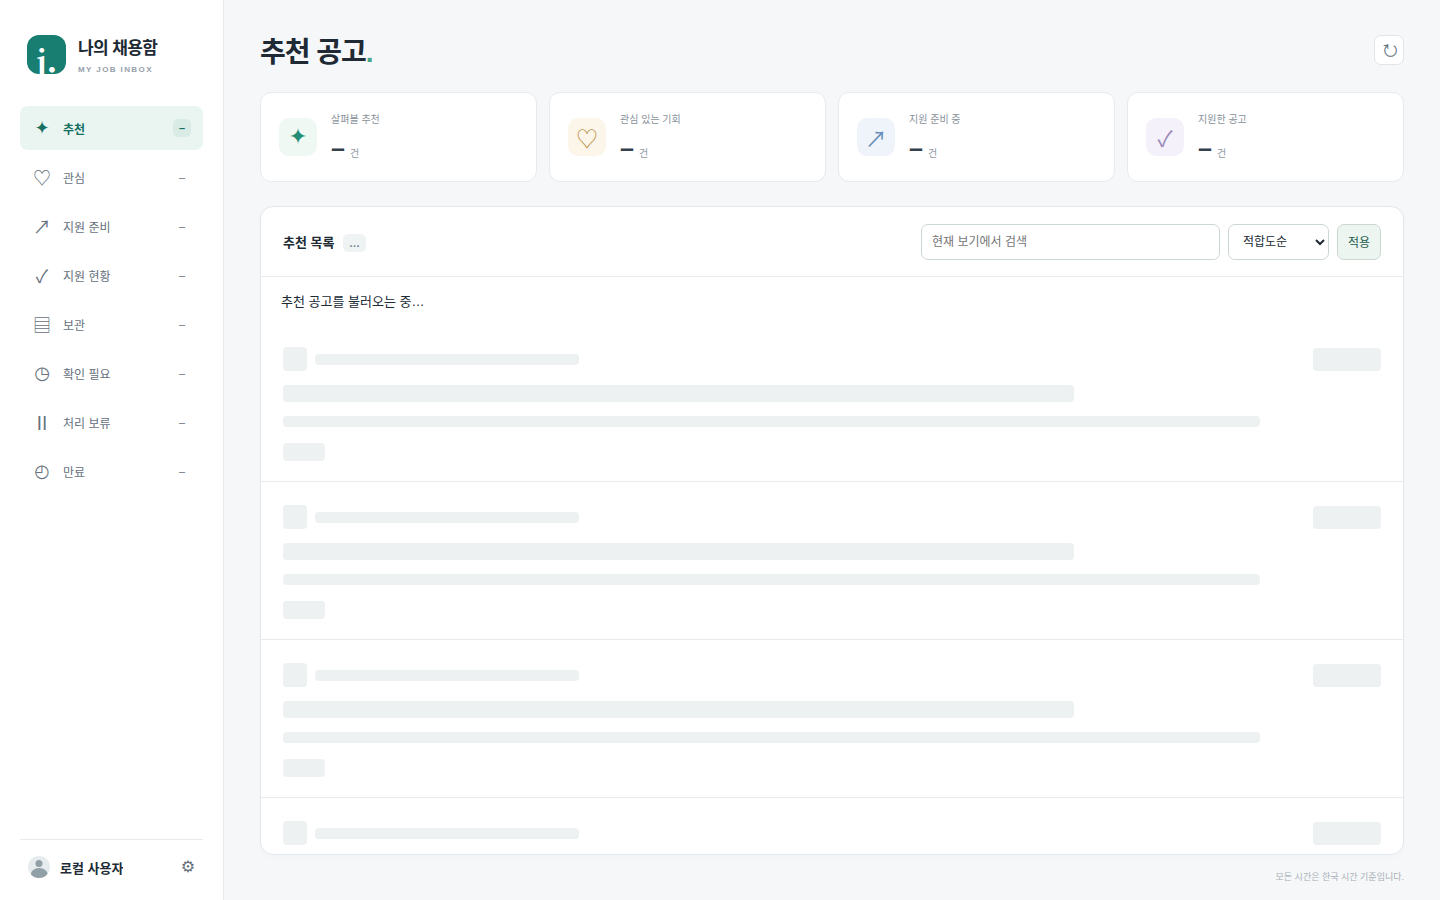 나의 채용함
MY JOB INBOX
추천 –
관심 –
지원 준비 –
지원 현황 –
보관 –
확인 필요 –
처리 보류 –
만료 –
로컬 사용자
추천 공고.
살펴볼 추천
– 건
관심 있는 기회
– 건
지원 준비 중
– 건
지원한 공고
– 건
추천 목록 ...
현재 보기에서 검색
적합도순
적용
추천 공고를 불러오는 중...
모든 시간은 한국 시간 기준입니다.